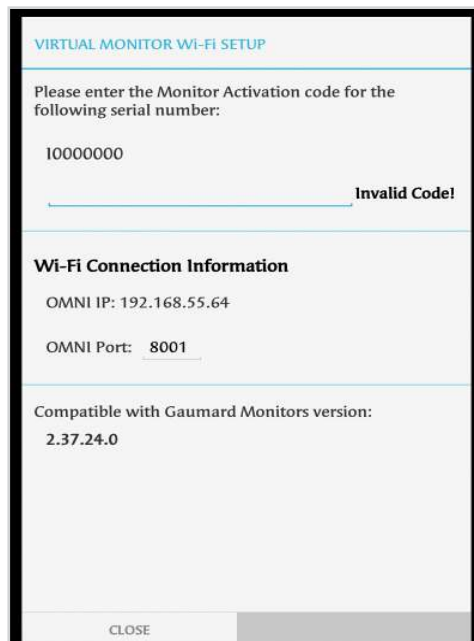 VIRTUAL MONITOR Wi-Fi SETUP
Please enter the Monitor Activation code for the
following serial number:
10000000
Invalid Code!
Wi-Fi Connection Information
OMNI IP: 192.168.55.64
OMNI Port: 8001
Compatible with Gaumard Monitors version:
2.37.24.0
CLOSE